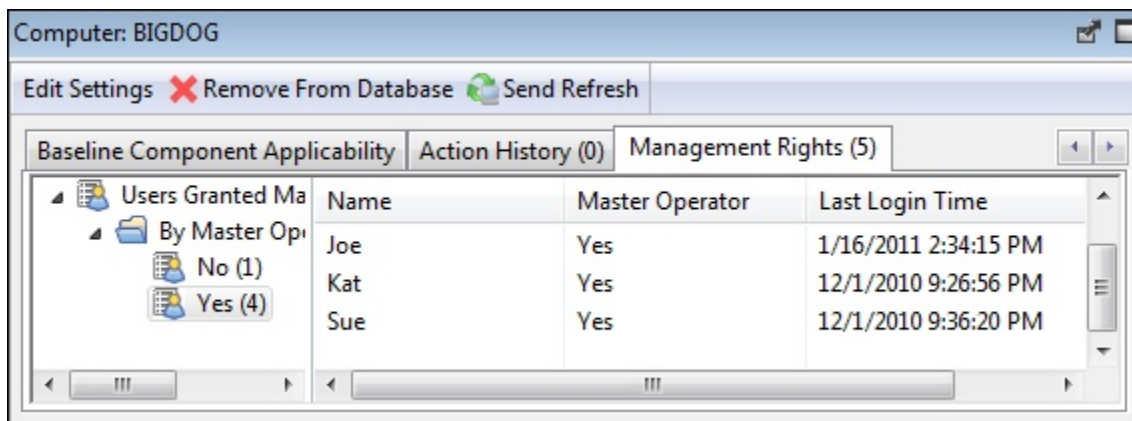 Computer: BIGDOG
Edit Settings Remove From Database Send Refresh
Baseline Component Applicability Action History (0) Management Rights (5)
Users Granted Ma
By Master Op
No (1)
Yes (4)
Name Master Operator Last Login Time
Joe Yes 1/16/2011 2:34:15 PM
Kat Yes 12/1/2010 9:26:56 PM
Sue Yes 12/1/2010 9:36:20 PM